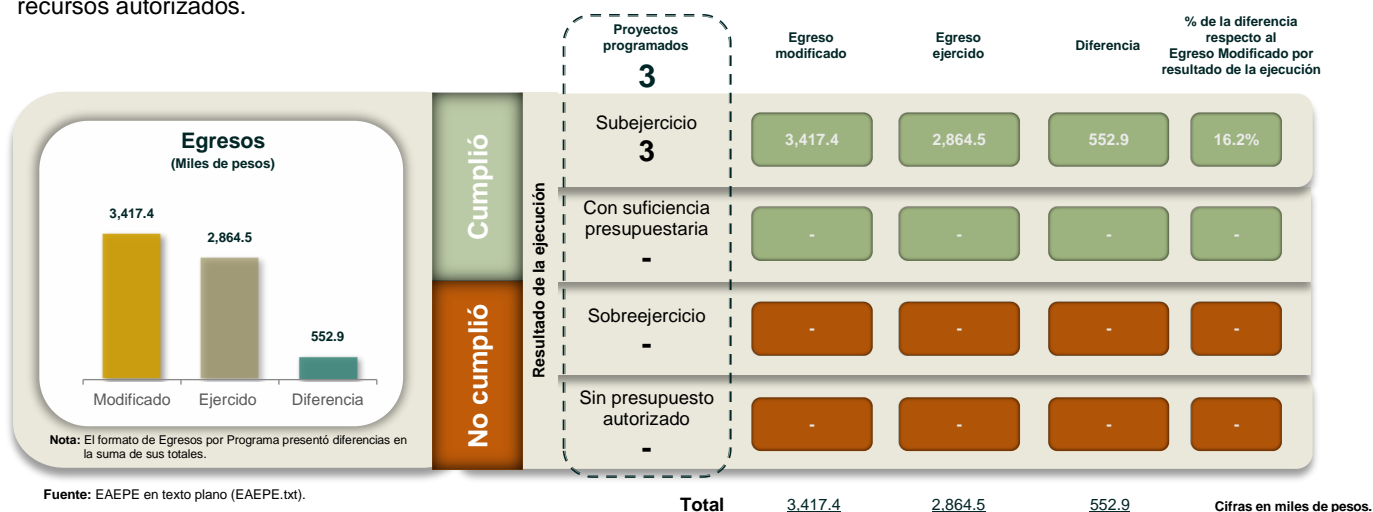 recursos autorizados.
Proyectos
programados
3
Egreso
modificado
Egreso
ejercido
Diferencia
% de la diferencia
respecto al
Egreso Modificado por
resultado de la ejecución
Egresos
(Miles de pesos)
3,417.4
2,864.5
552.9
Modificado
Ejercido
Diferencia
Nota: El formato de Egresos por Programa presentó diferencias en
la suma de sus totales.
Cumplió
No cumplió
Resultado de la ejecución
Subejercicio
3
3,417.4
2,864.5
552.9
16.2%
Con suficiencia
presupuestaria
-
-
-
-
-
Sobreejercicio
-
-
-
-
-
Sin presupuesto
autorizado
-
-
-
-
-
Fuente: EAEPE en texto plano (EAEPE.txt).
Total
3,417.4
2,864.5
552.9
Cifras en miles de pesos.